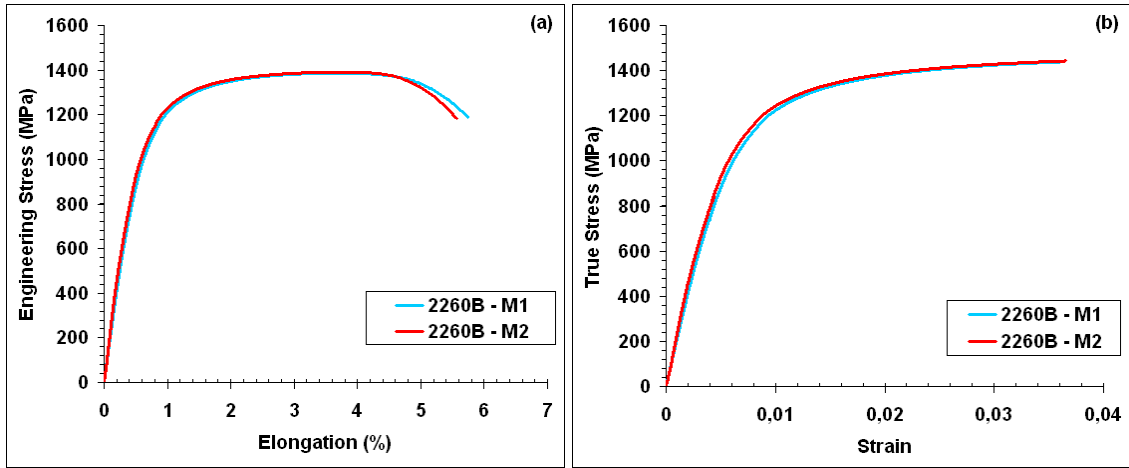 (a)
Engineering Stress (MPa)
1600
1400
1200
1000
800
600
400
200
0
0 1 2 3 4 5 6 7
Elongation (%)
2260B - M1
2260B - M2
(b)
True Stress (MPa)
1600
1400
1200
1000
800
600
400
200
0
0 0,01 0,02 0,03 0,04
Strain
2260B - M1
2260B - M2